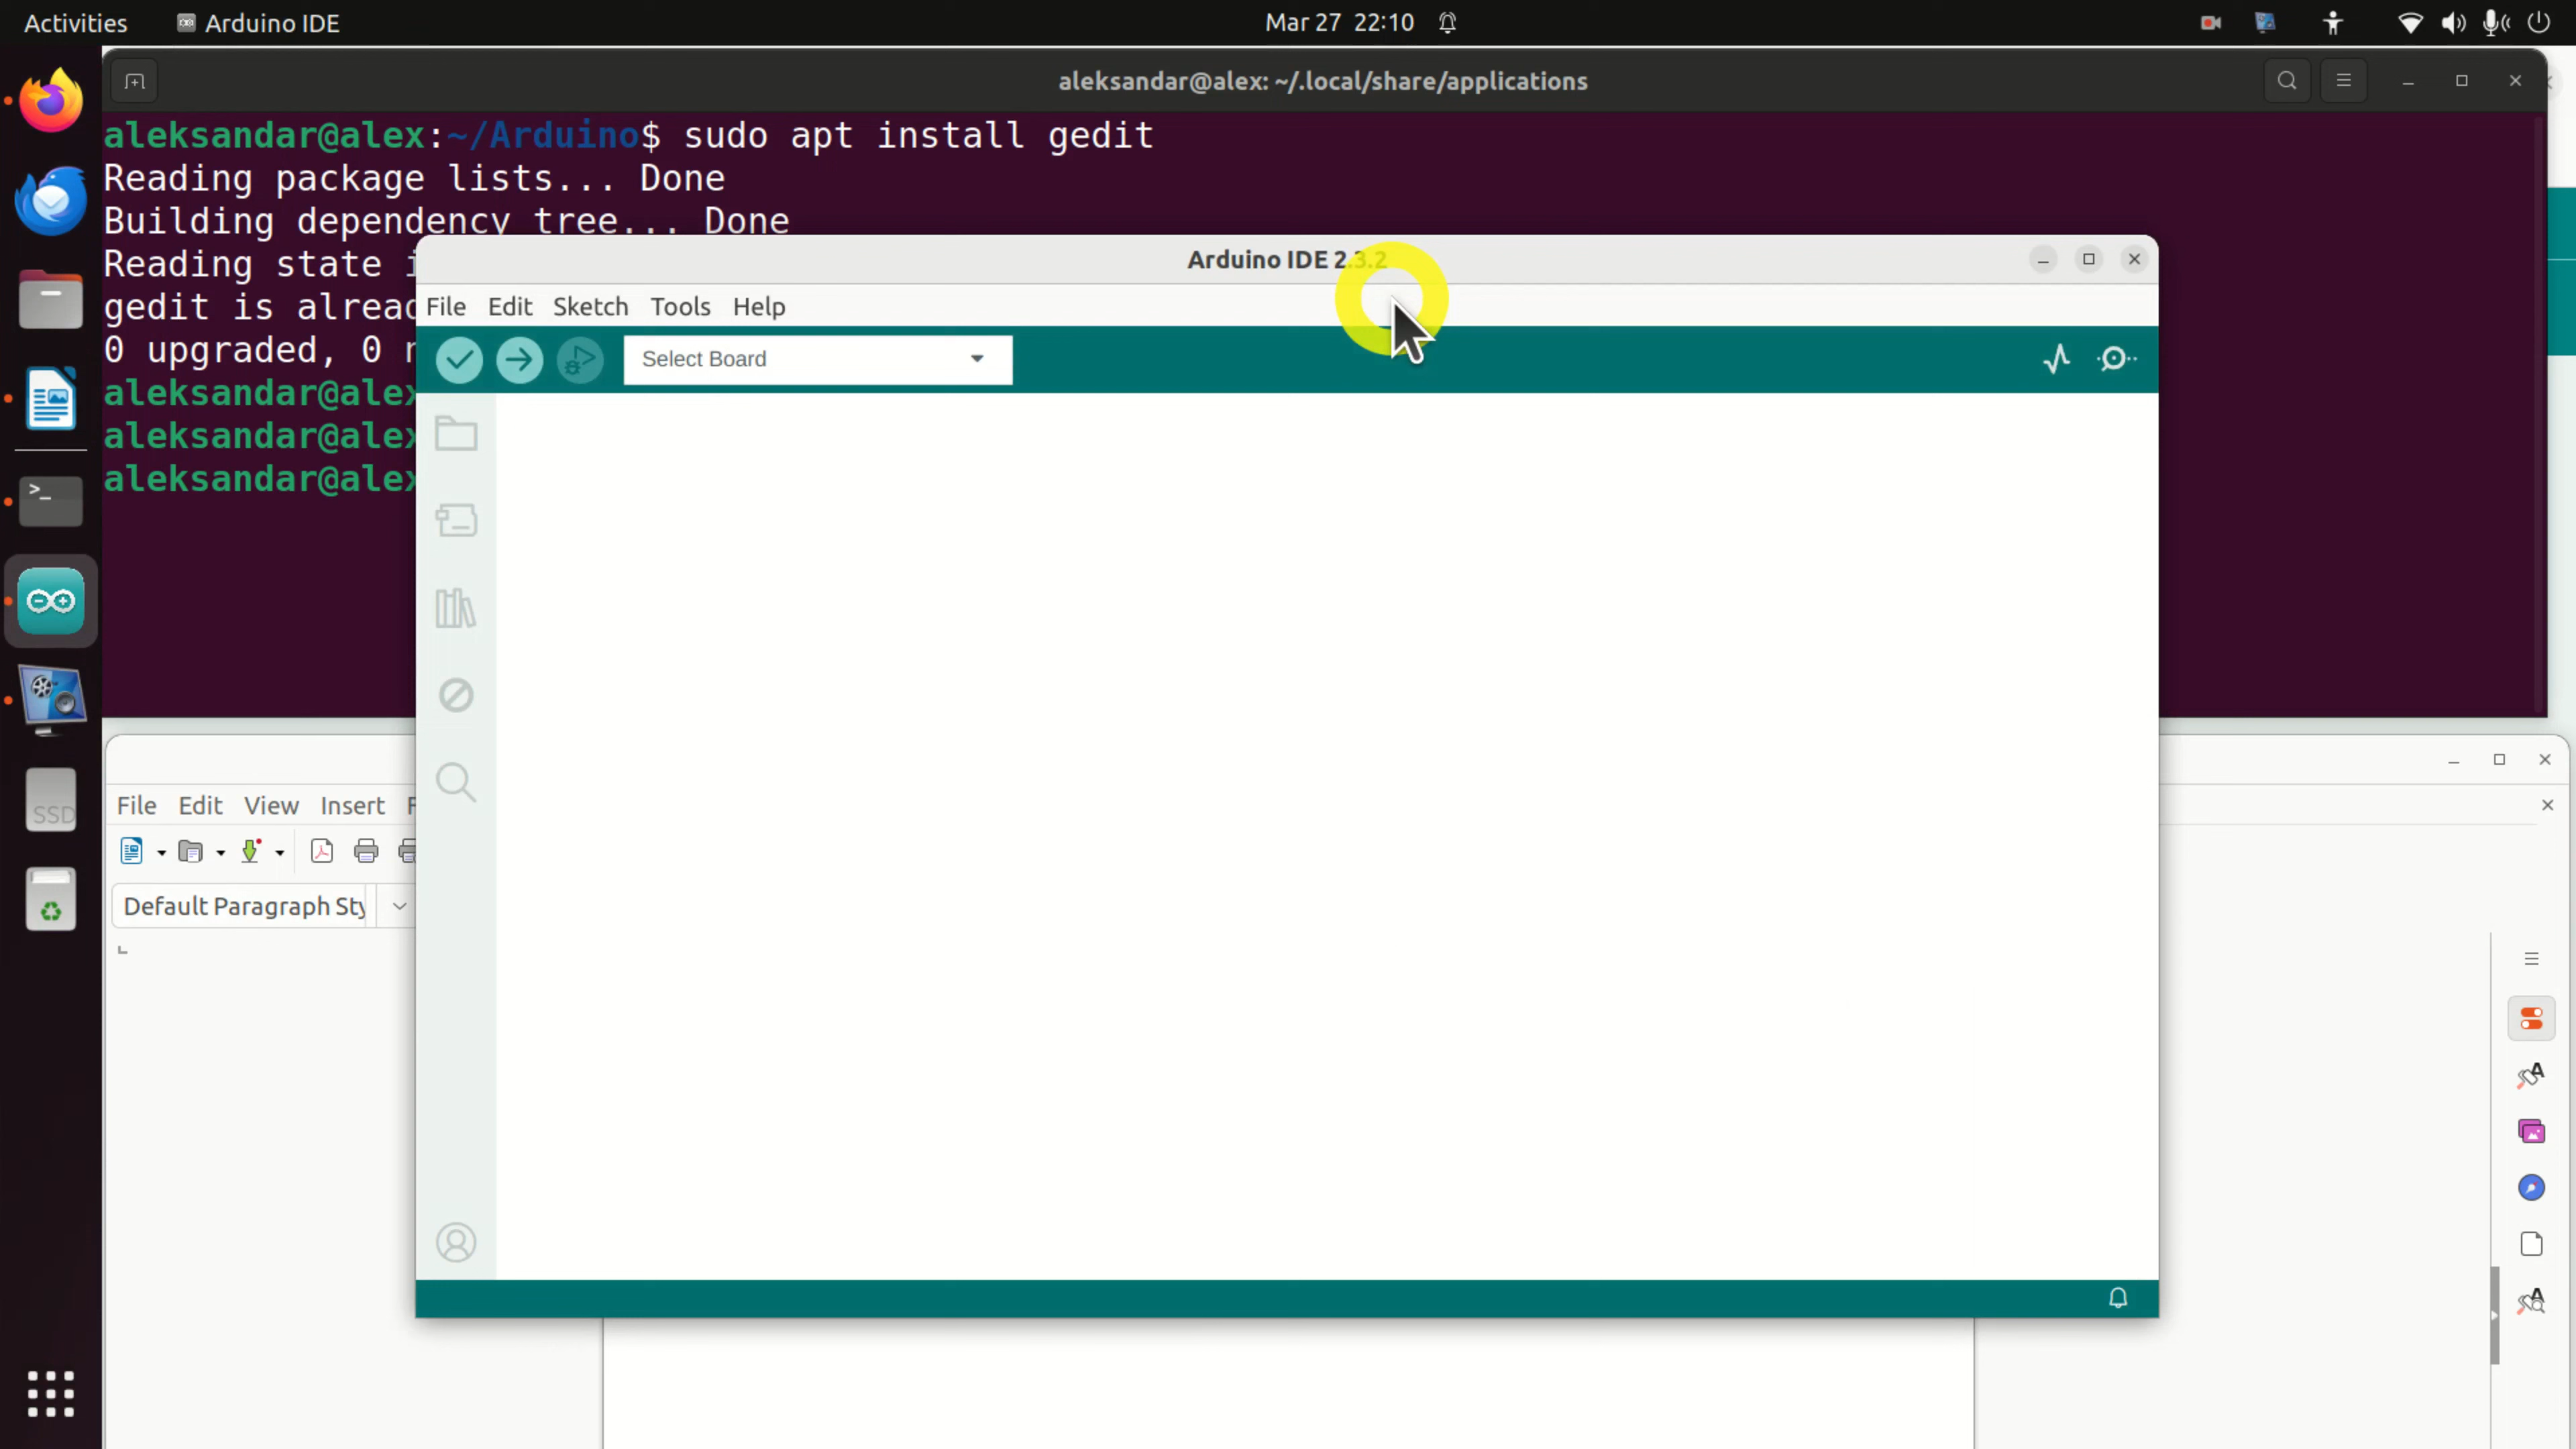 Activities Arduino IDE Mar 27 22:10
aleksandar@alex: ~/.local/share/applications
aleksandar@alex:~/Arduino$ sudo apt install gedit
Reading package lists... Done
Building dependency tree... Done
Reading state i
gedit is alread
0 upgraded, 0 n
aleksandar@alex
aleksandar@alex
aleksandar@alex
Arduino IDE 2.3.2
File Edit Sketch Tools Help
Select Board
SSD
File Edit View Insert F
Default Paragraph Sty